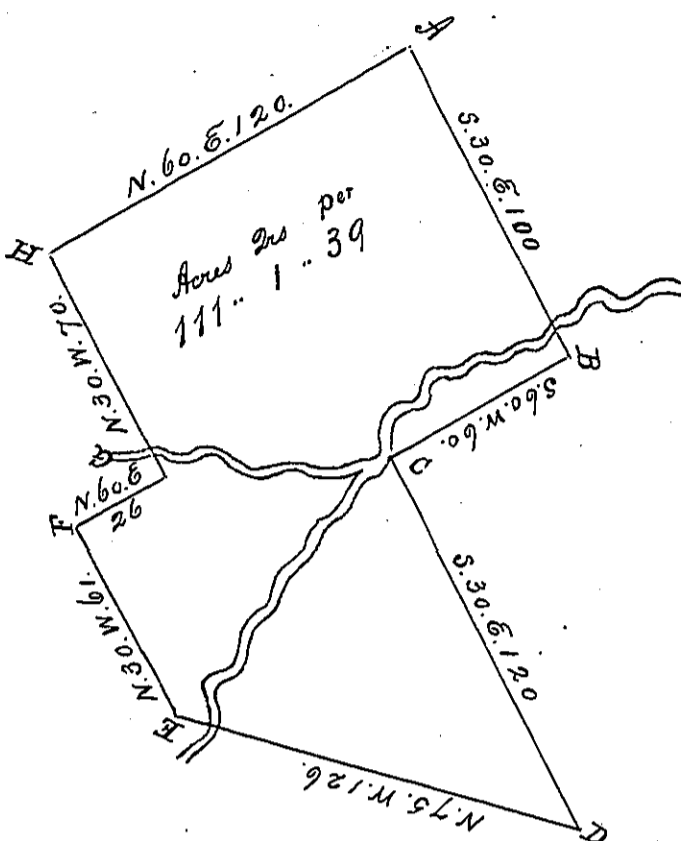 A
N.60.E.120.
S.30.E.100
H
Acres Qrs per
111.. 1 .. 39
N.30.W.70.
B
S.60.W.60.
C
G
N.60.E
26
F
S.30.E.120
N.30.W.61.
E
N.75.W.126.
D